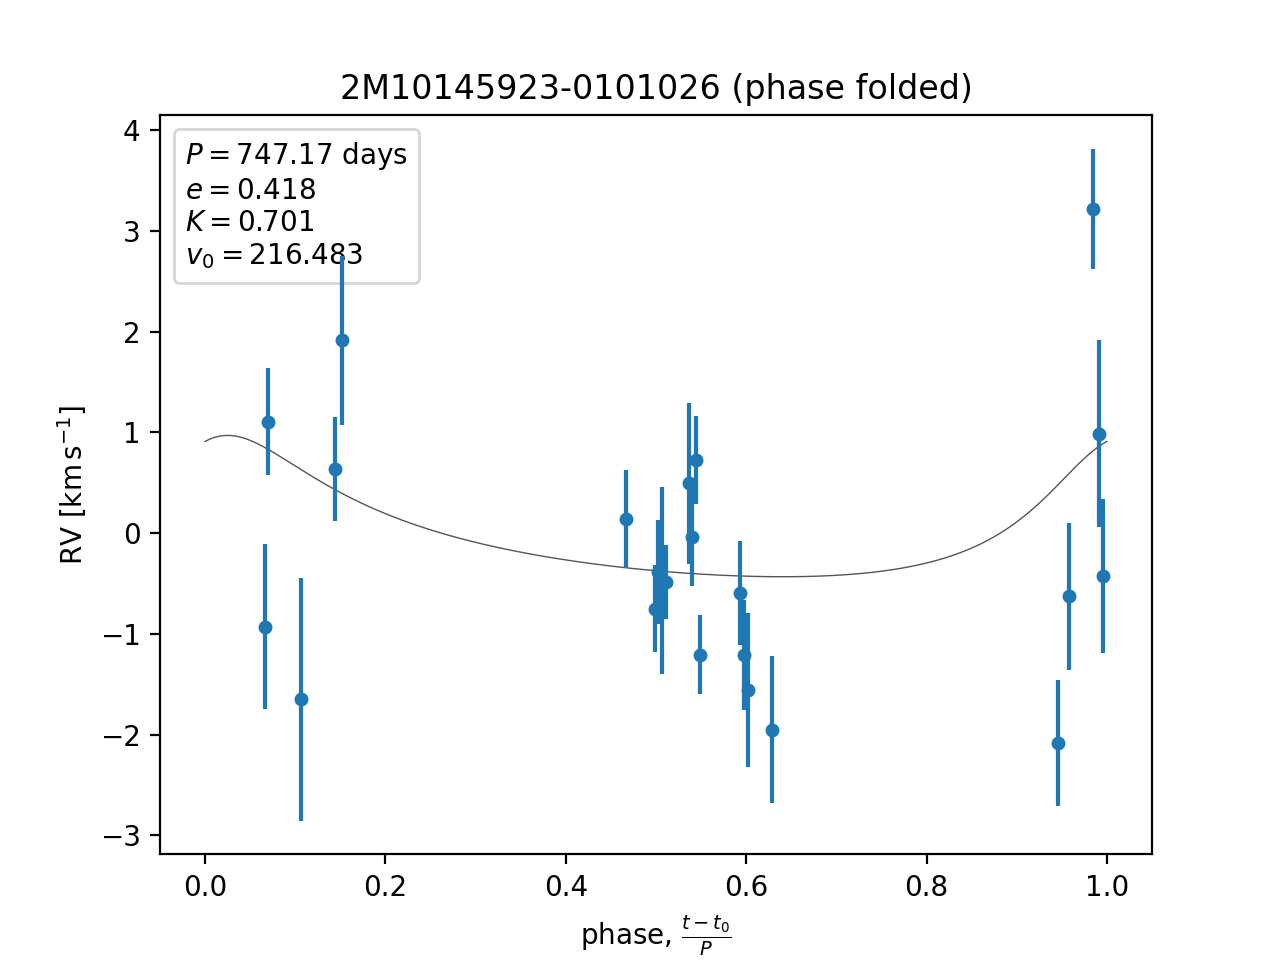 2M10145923-0101026 (phase folded)
P = 747.17 days
e = 0.418
K = 0.701
v₀ = 216.483
4
3
2
1
0
−1
−2
−3
RV [km s⁻¹]
0.0 0.2 0.4 0.6 0.8 1.0
phase, (t − t₀)/P